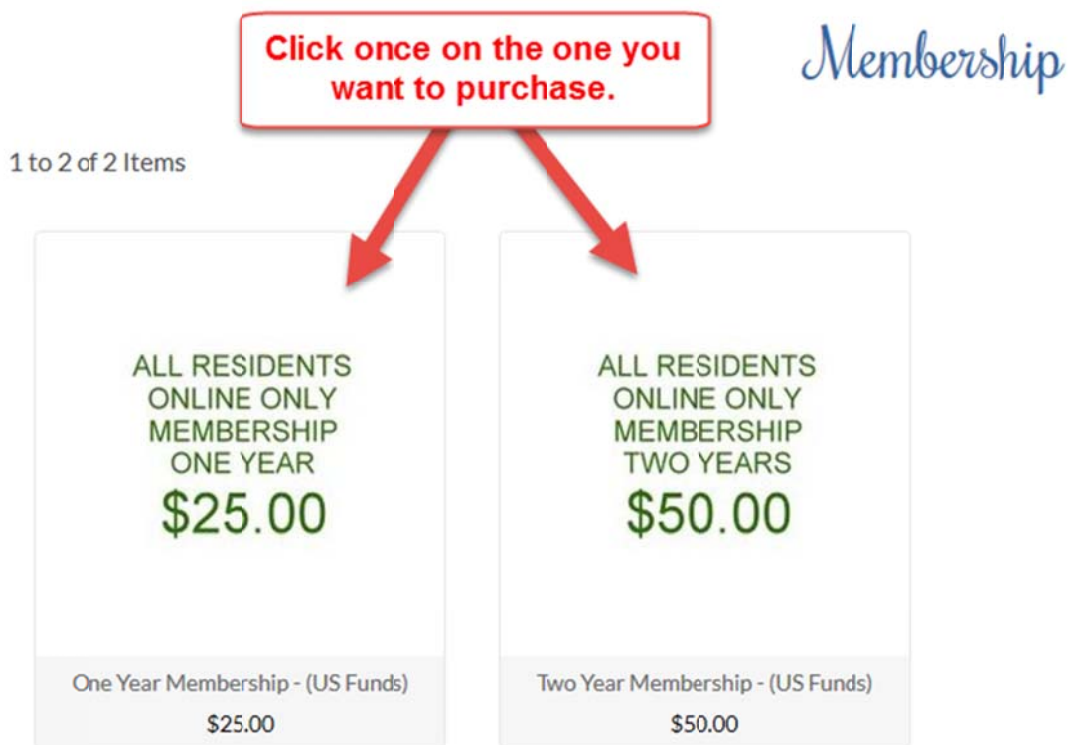 Click once on the one you
want to purchase.
Membership
1 to 2 of 2 Items
ALL RESIDENTS
ONLINE ONLY
MEMBERSHIP
ONE YEAR
$25.00
One Year Membership - (US Funds)
$25.00
ALL RESIDENTS
ONLINE ONLY
MEMBERSHIP
TWO YEARS
$50.00
Two Year Membership - (US Funds)
$50.00